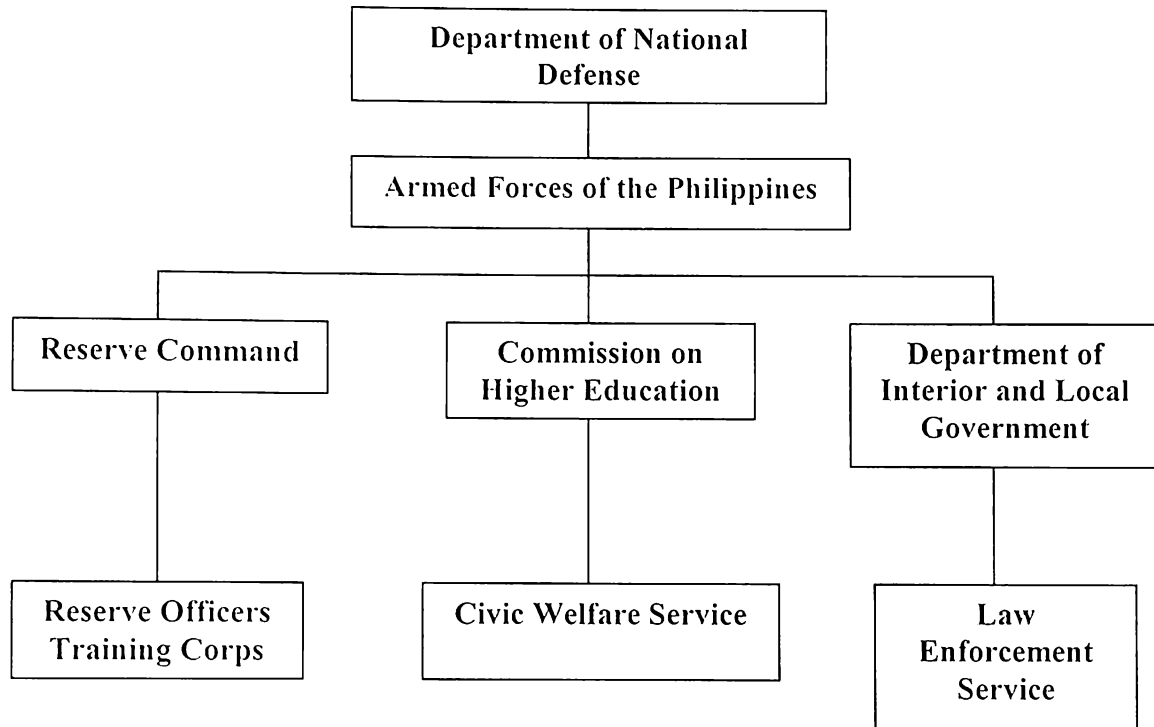 Department of National
Defense
Armed Forces of the Philippines
Reserve Command
Commission on
Higher Education
Department of
Interior and Local
Government
Reserve Officers
Training Corps
Civic Welfare Service
Law
Enforcement
Service